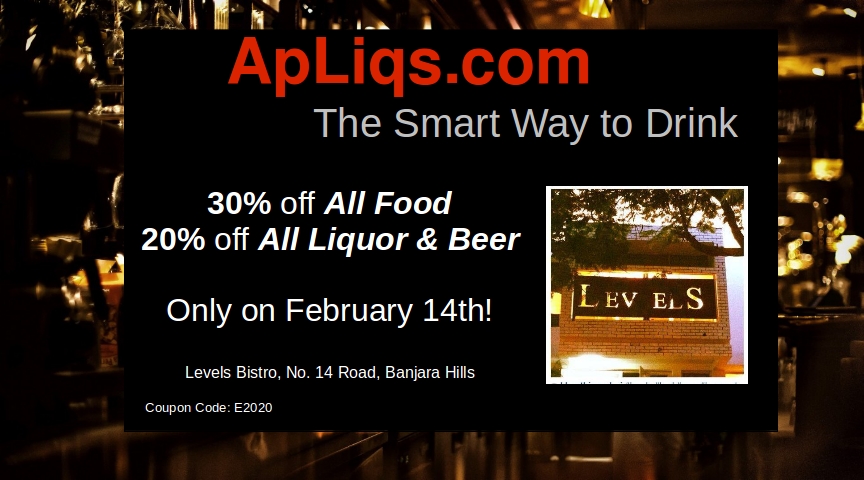 ApLiqs.com
The Smart Way to Drink
30% off All Food
20% off All Liquor & Beer
Only on February 14th!
LEVELS
Levels Bistro, No. 14 Road, Banjara Hills
Coupon Code: E2020